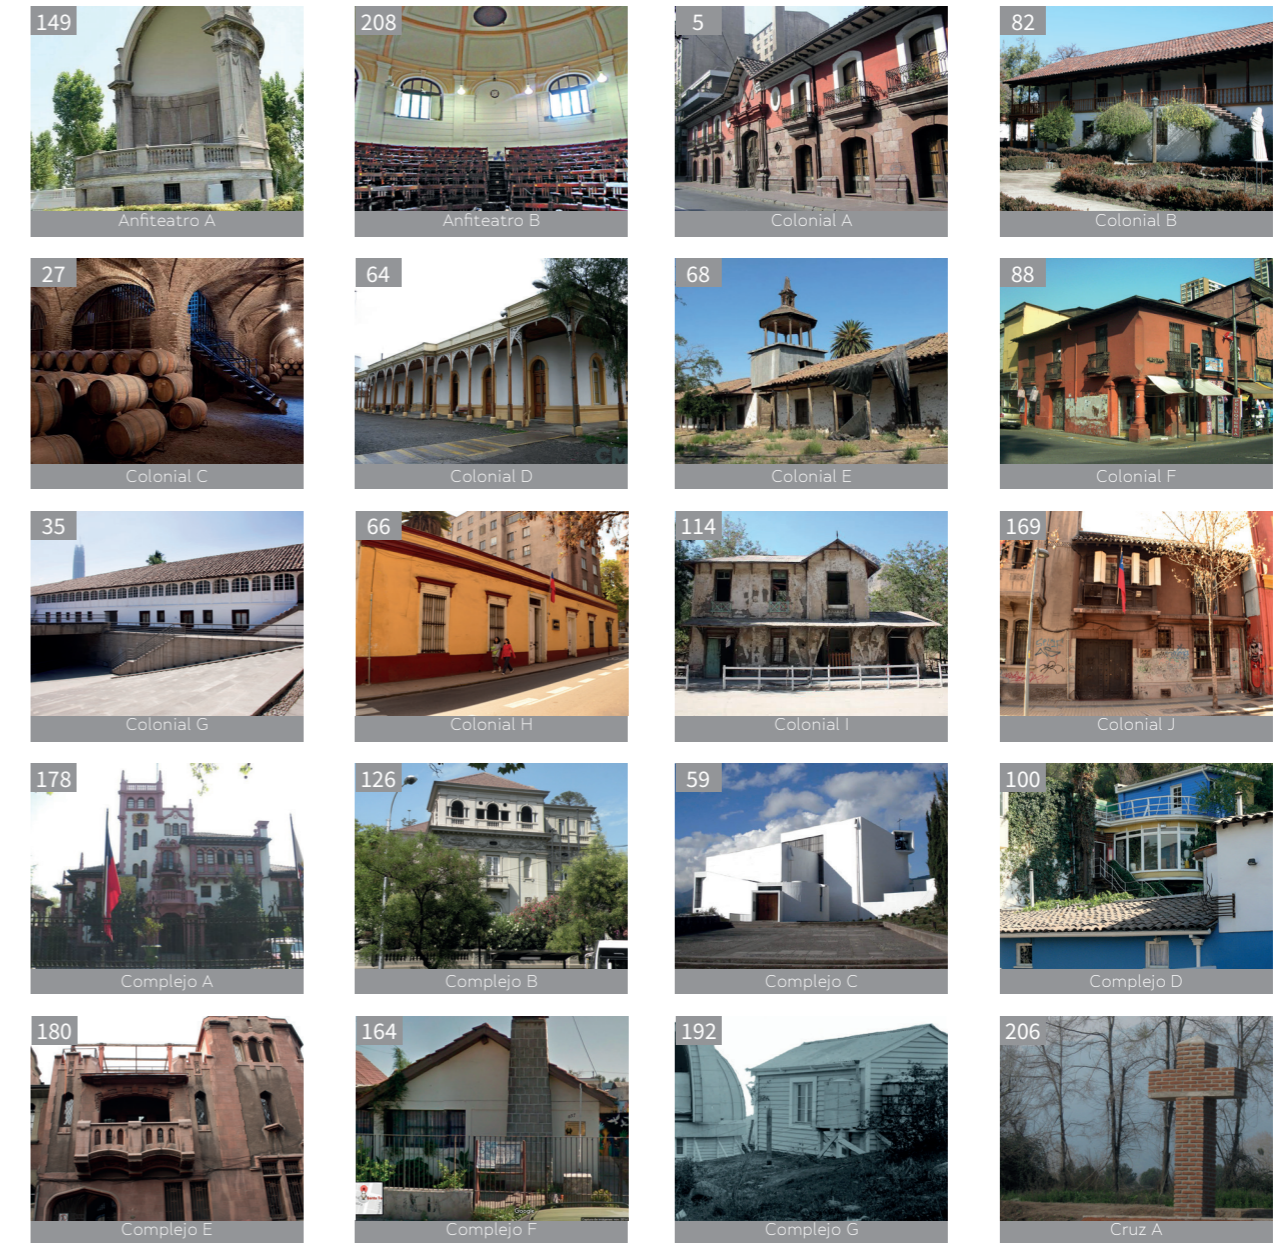 149
208
5
82
Anfiteatro A
Anfiteatro B
Colonial A
Colonial B
27
64
68
88
CM
Colonial C
Colonial D
Colonial E
Colonial F
35
66
114
169
Colonial G
Colonial H
Colonial I
Colonial J
178
126
59
100
Complejo A
Complejo B
Complejo C
Complejo D
180
164
192
206
Google
Complejo E
Complejo F
Complejo G
Cruz A